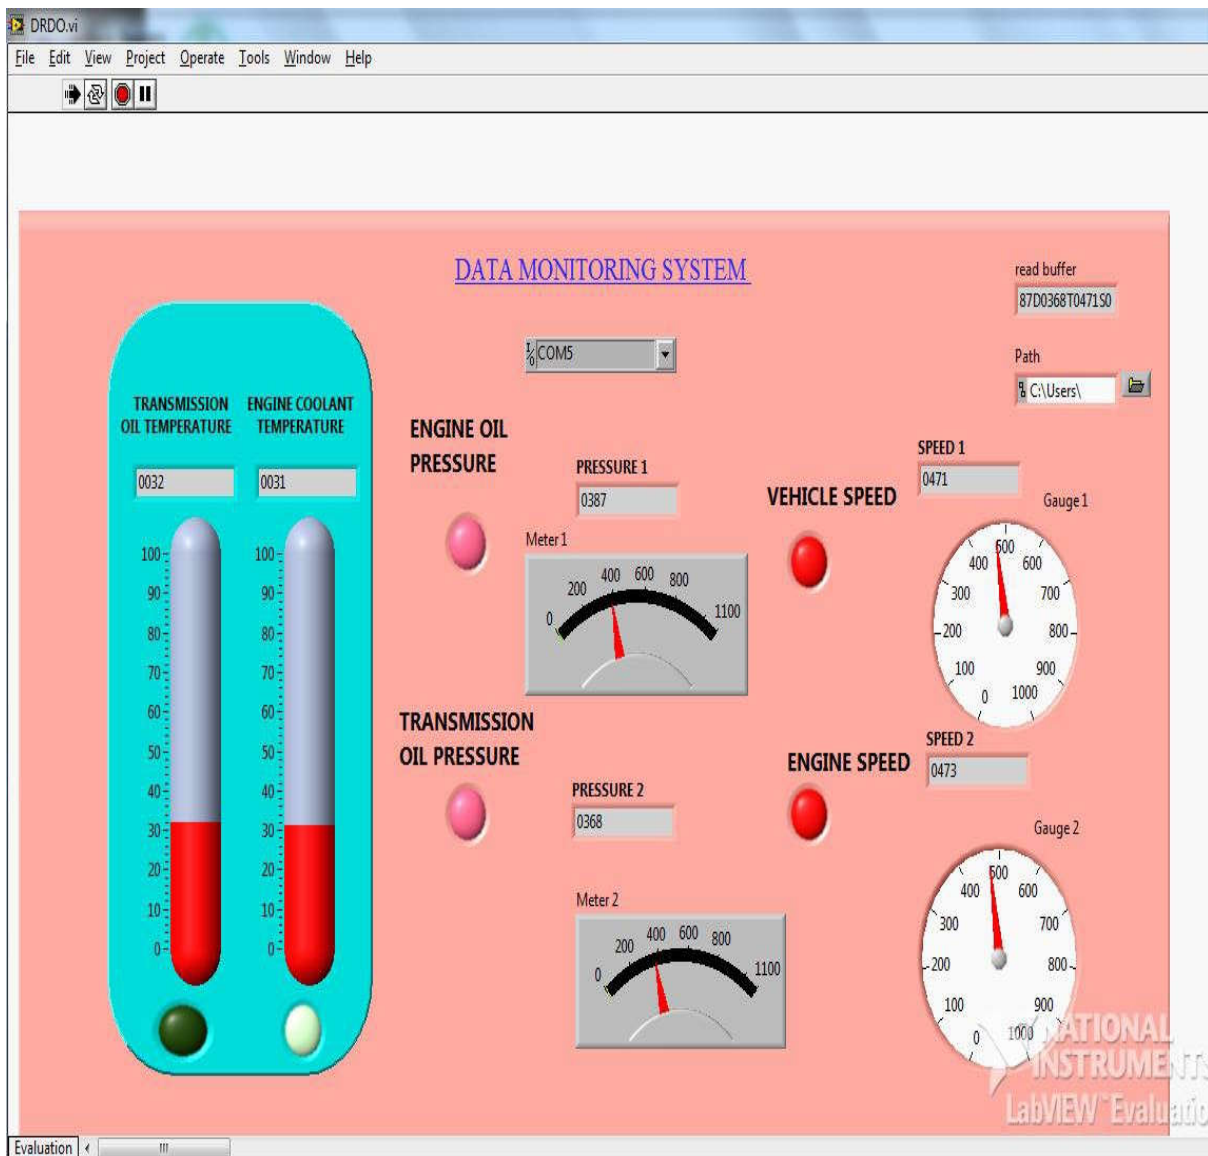 DRDO.vi
File Edit View Project Operate Tools Window Help
DATA MONITORING SYSTEM
read buffer
87D0368T0471S0
COM5
Path
C:\Users\
TRANSMISSION
OIL TEMPERATURE
0032
100
90
80
70
60
50
40
30
20
10
0
ENGINE COOLANT
TEMPERATURE
0031
100
90
80
70
60
50
40
30
20
10
0
ENGINE OIL
PRESSURE
PRESSURE 1
0387
Meter 1
0 200 400 600 800 1100
VEHICLE SPEED
SPEED 1
0471
Gauge 1
0 100 200 300 400 500 600 700 800 900 1000
TRANSMISSION
OIL PRESSURE
PRESSURE 2
0368
Meter 2
0 200 400 600 800 1100
ENGINE SPEED
SPEED 2
0473
Gauge 2
0 100 200 300 400 500 600 700 800 900 1000
NATIONAL
INSTRUMENTS
LabVIEW™ Evaluatio
Evaluation